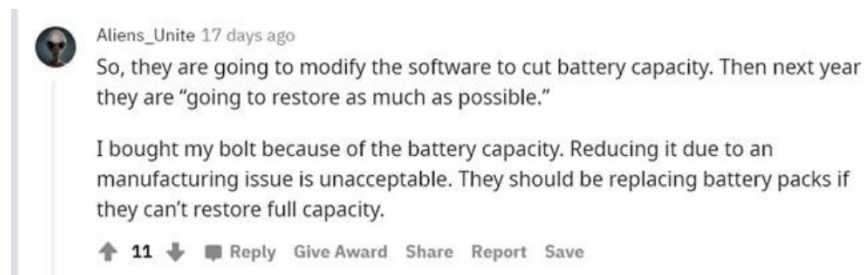 Aliens_Unite 17 days ago
So, they are going to modify the software to cut battery capacity. Then next year
they are “going to restore as much as possible.”
I bought my bolt because of the battery capacity. Reducing it due to an
manufacturing issue is unacceptable. They should be replacing battery packs if
they can’t restore full capacity.
11 Reply Give Award Share Report Save